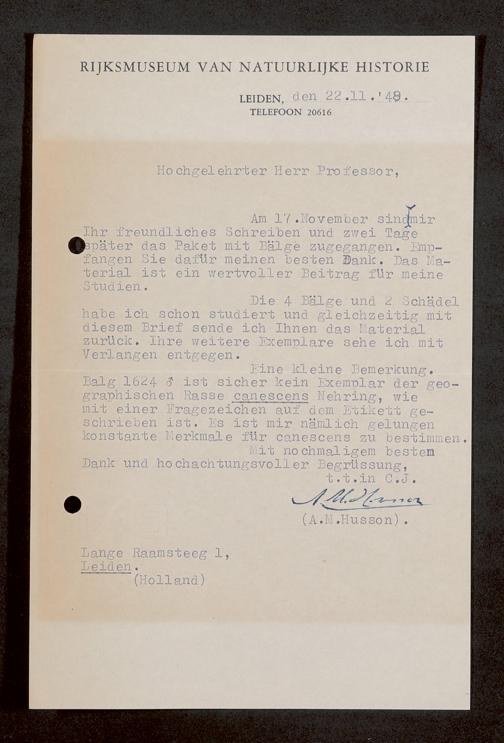 RIJKSMUSEUM VAN NATUURLIJKE HISTORIE
LEIDEN, den 22.11.'48.
TELEFOON 20616
Hochgelehrter Herr Professor,
Am 17.November sind mir
Ihr freundliches Schreiben und zwei Tage
später das Paket mit Bälge zugegangen. Emp-
fangen Sie dafür meinen besten Dank. Das Ma-
terial ist ein wertvoller Beitrag für meine
Studien.
Die 4 Bälge und 2 Schädel
habe ich schon studiert und gleichzeitig mit
diesem Brief sende ich Ihnen das Material
zurück. Ihre weitere Exemplare sehe ich mit
Verlangen entgegen.
Eine kleine Bemerkung.
Balg 1624 ♂ ist sicher kein Exemplar der geo-
graphischen Rasse canescens Nehring, wie
mit einer Fragezeichen auf dem Etikett ge-
schrieben ist. Es ist mir nämlich gelungen
konstante Merkmale für canescens zu bestimmen.
Mit nochmaligem bestem
Dank und hochachtungsvoller Begrüssung,
t.t.in C.J.
A.M.Husson
(A.M.Husson).
Lange Raamsteeg 1,
Leiden.
(Holland)